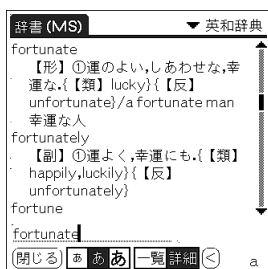 辞書(MS) ▼ 英和辞典
fortunate
【形】①運のよい,しあわせな,幸
運な.{【類】lucky}{【反】
unfortunate}/a fortunate man
幸運な人
fortunately
【副】①運よく,幸運にも.{【類】
happily,luckily}{【反】
unfortunately}
fortune
fortunate
閉じる あ あ あ 一覧 詳細 < a